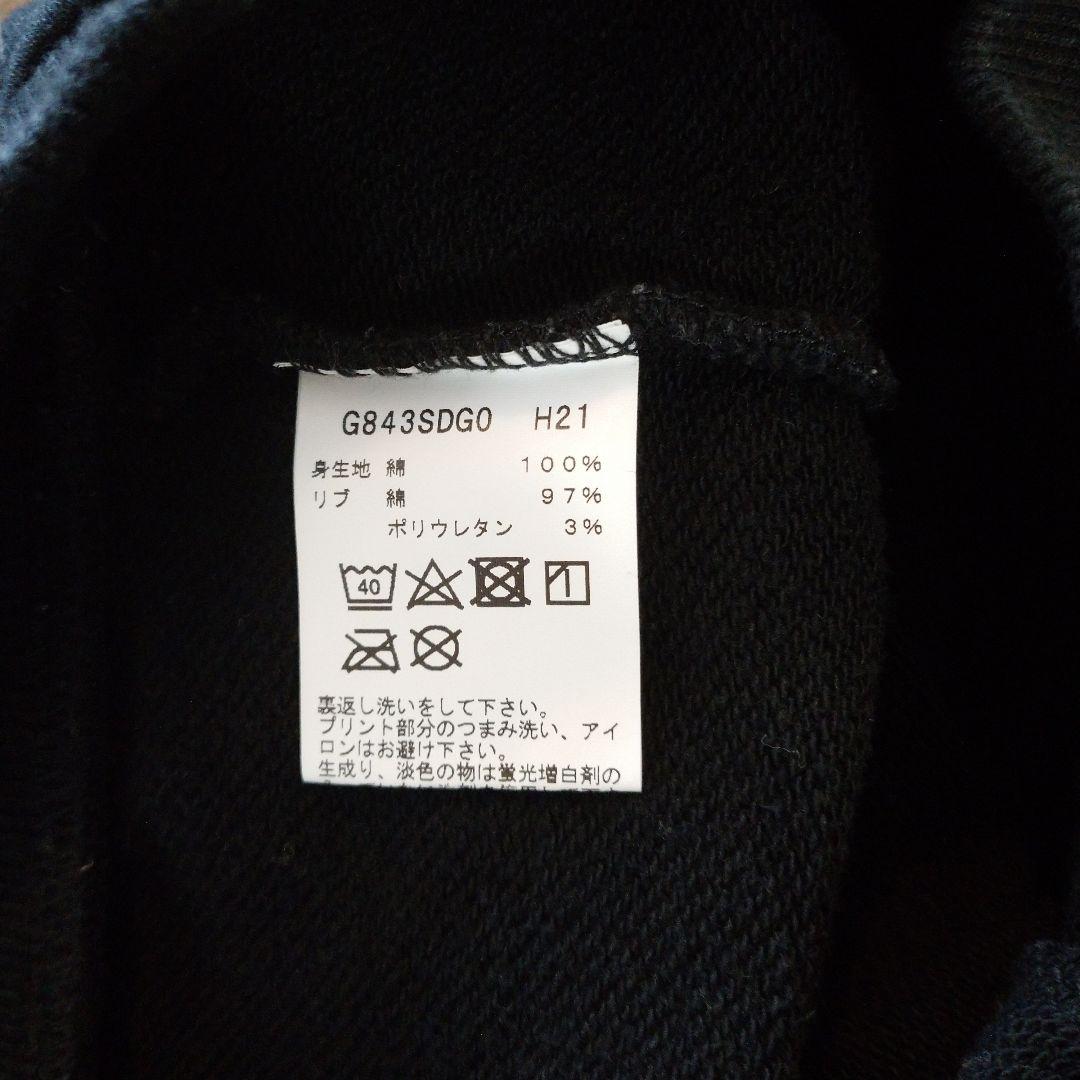 G843SDG0 H21
身生地 綿 100%
リブ 綿 97%
ポリウレタン 3%
40
裏返し洗いをして下さい。
プリント部分のつまみ洗い、アイ
ロンはお避け下さい。
生成り、淡色の物は蛍光増白剤の